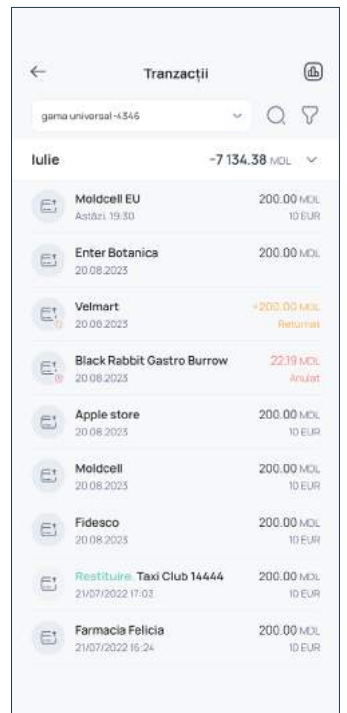 Tranzacții
gama universal-4346
Iulie -7 134.38 MDL
Moldcell EU 200.00 MDL
Astăzi, 19:30 10 EUR
Enter Botanica 200.00 MDL
20.08.2023
Velmart +200.00 MDL
20.08.2023 Returnat
Black Rabbit Gastro Burrow 22.19 MDL
20.08.2023 Anulat
Apple store 200.00 MDL
20.08.2023 10 EUR
Moldcell 200.00 MDL
20.08.2023 10 EUR
Fidesco 200.00 MDL
20.08.2023 10 EUR
Restituire. Taxi Club 14444 200.00 MDL
21/07/2022 17:03 10 EUR
Farmacia Felicia 200.00 MDL
21/07/2022 16:24 10 EUR